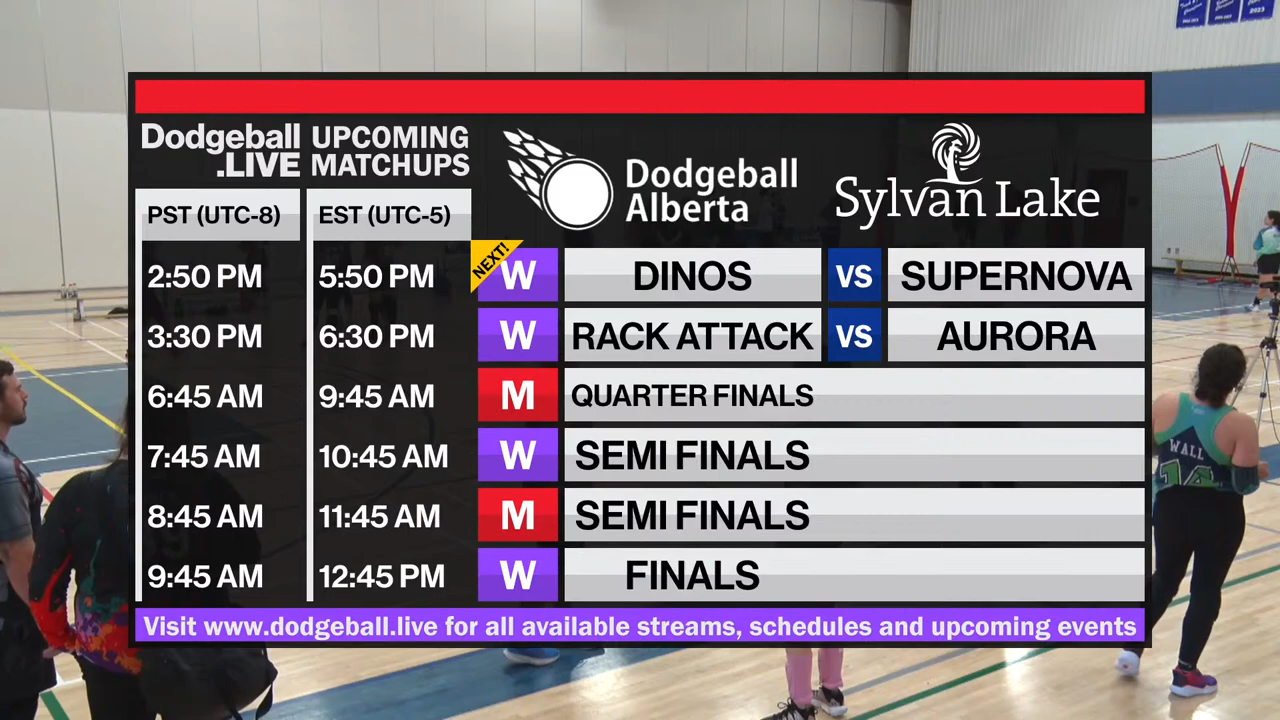 Dodgeball
.LIVE
UPCOMING
MATCHUPS
Dodgeball
Alberta
Sylvan Lake
PST (UTC-8) EST (UTC-5)
NEXT!
2:50 PM 5:50 PM W DINOS VS SUPERNOVA
3:30 PM 6:30 PM W RACK ATTACK VS AURORA
6:45 AM 9:45 AM M QUARTER FINALS
7:45 AM 10:45 AM W SEMI FINALS
8:45 AM 11:45 AM M SEMI FINALS
9:45 AM 12:45 PM W FINALS
Visit www.dodgeball.live for all available streams, schedules and upcoming events
WALL
14